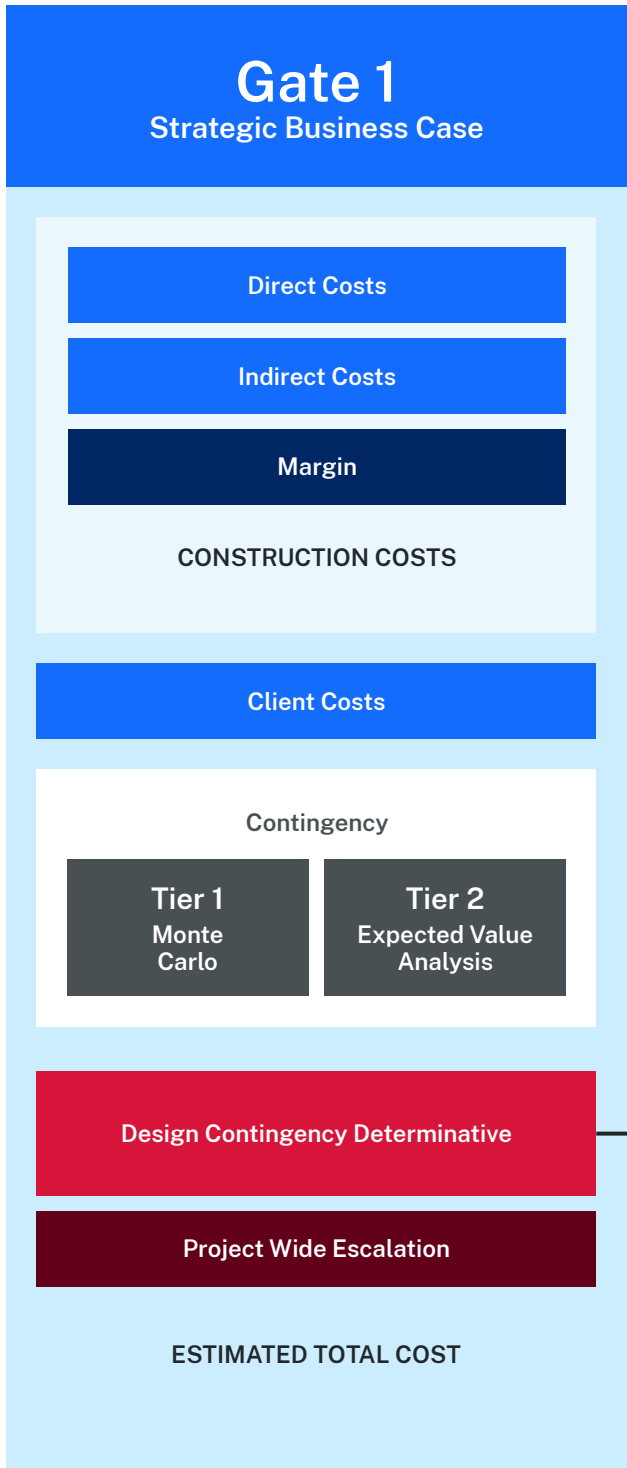 Gate 1
Strategic Business Case
Direct Costs
Indirect Costs
Margin
CONSTRUCTION COSTS
Client Costs
Contingency
Tier 1
Monte
Carlo
Tier 2
Expected Value
Analysis
Design Contingency Determinative
Project Wide Escalation
ESTIMATED TOTAL COST